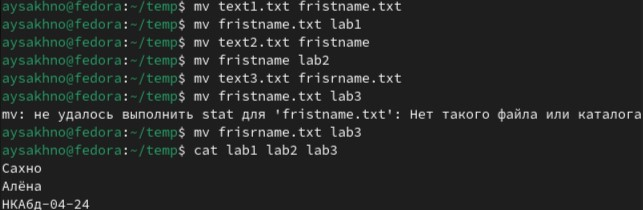 aysakhno@fedora:~/temp$ mv text1.txt fristname.txt
aysakhno@fedora:~/temp$ mv fristname.txt lab1
aysakhno@fedora:~/temp$ mv text2.txt fristname
aysakhno@fedora:~/temp$ mv fristname lab2
aysakhno@fedora:~/temp$ mv text3.txt frisrname.txt
aysakhno@fedora:~/temp$ mv fristname.txt lab3
mv: не удалось выполнить stat для 'fristname.txt': Нет такого файла или каталога
aysakhno@fedora:~/temp$ mv frisrname.txt lab3
aysakhno@fedora:~/temp$ cat lab1 lab2 lab3
Сахно
Алёна
НКАбд-04-24